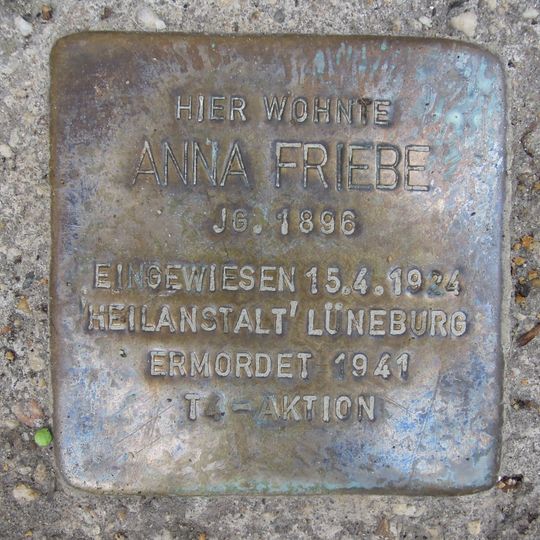 HIER WOHNTE
ANNA FRIEBE
JG. 1896
EINGEWIESEN 15.4.1924
'HEILANSTALT' LÜNEBURG
ERMORDET 1941
T4-AKTION